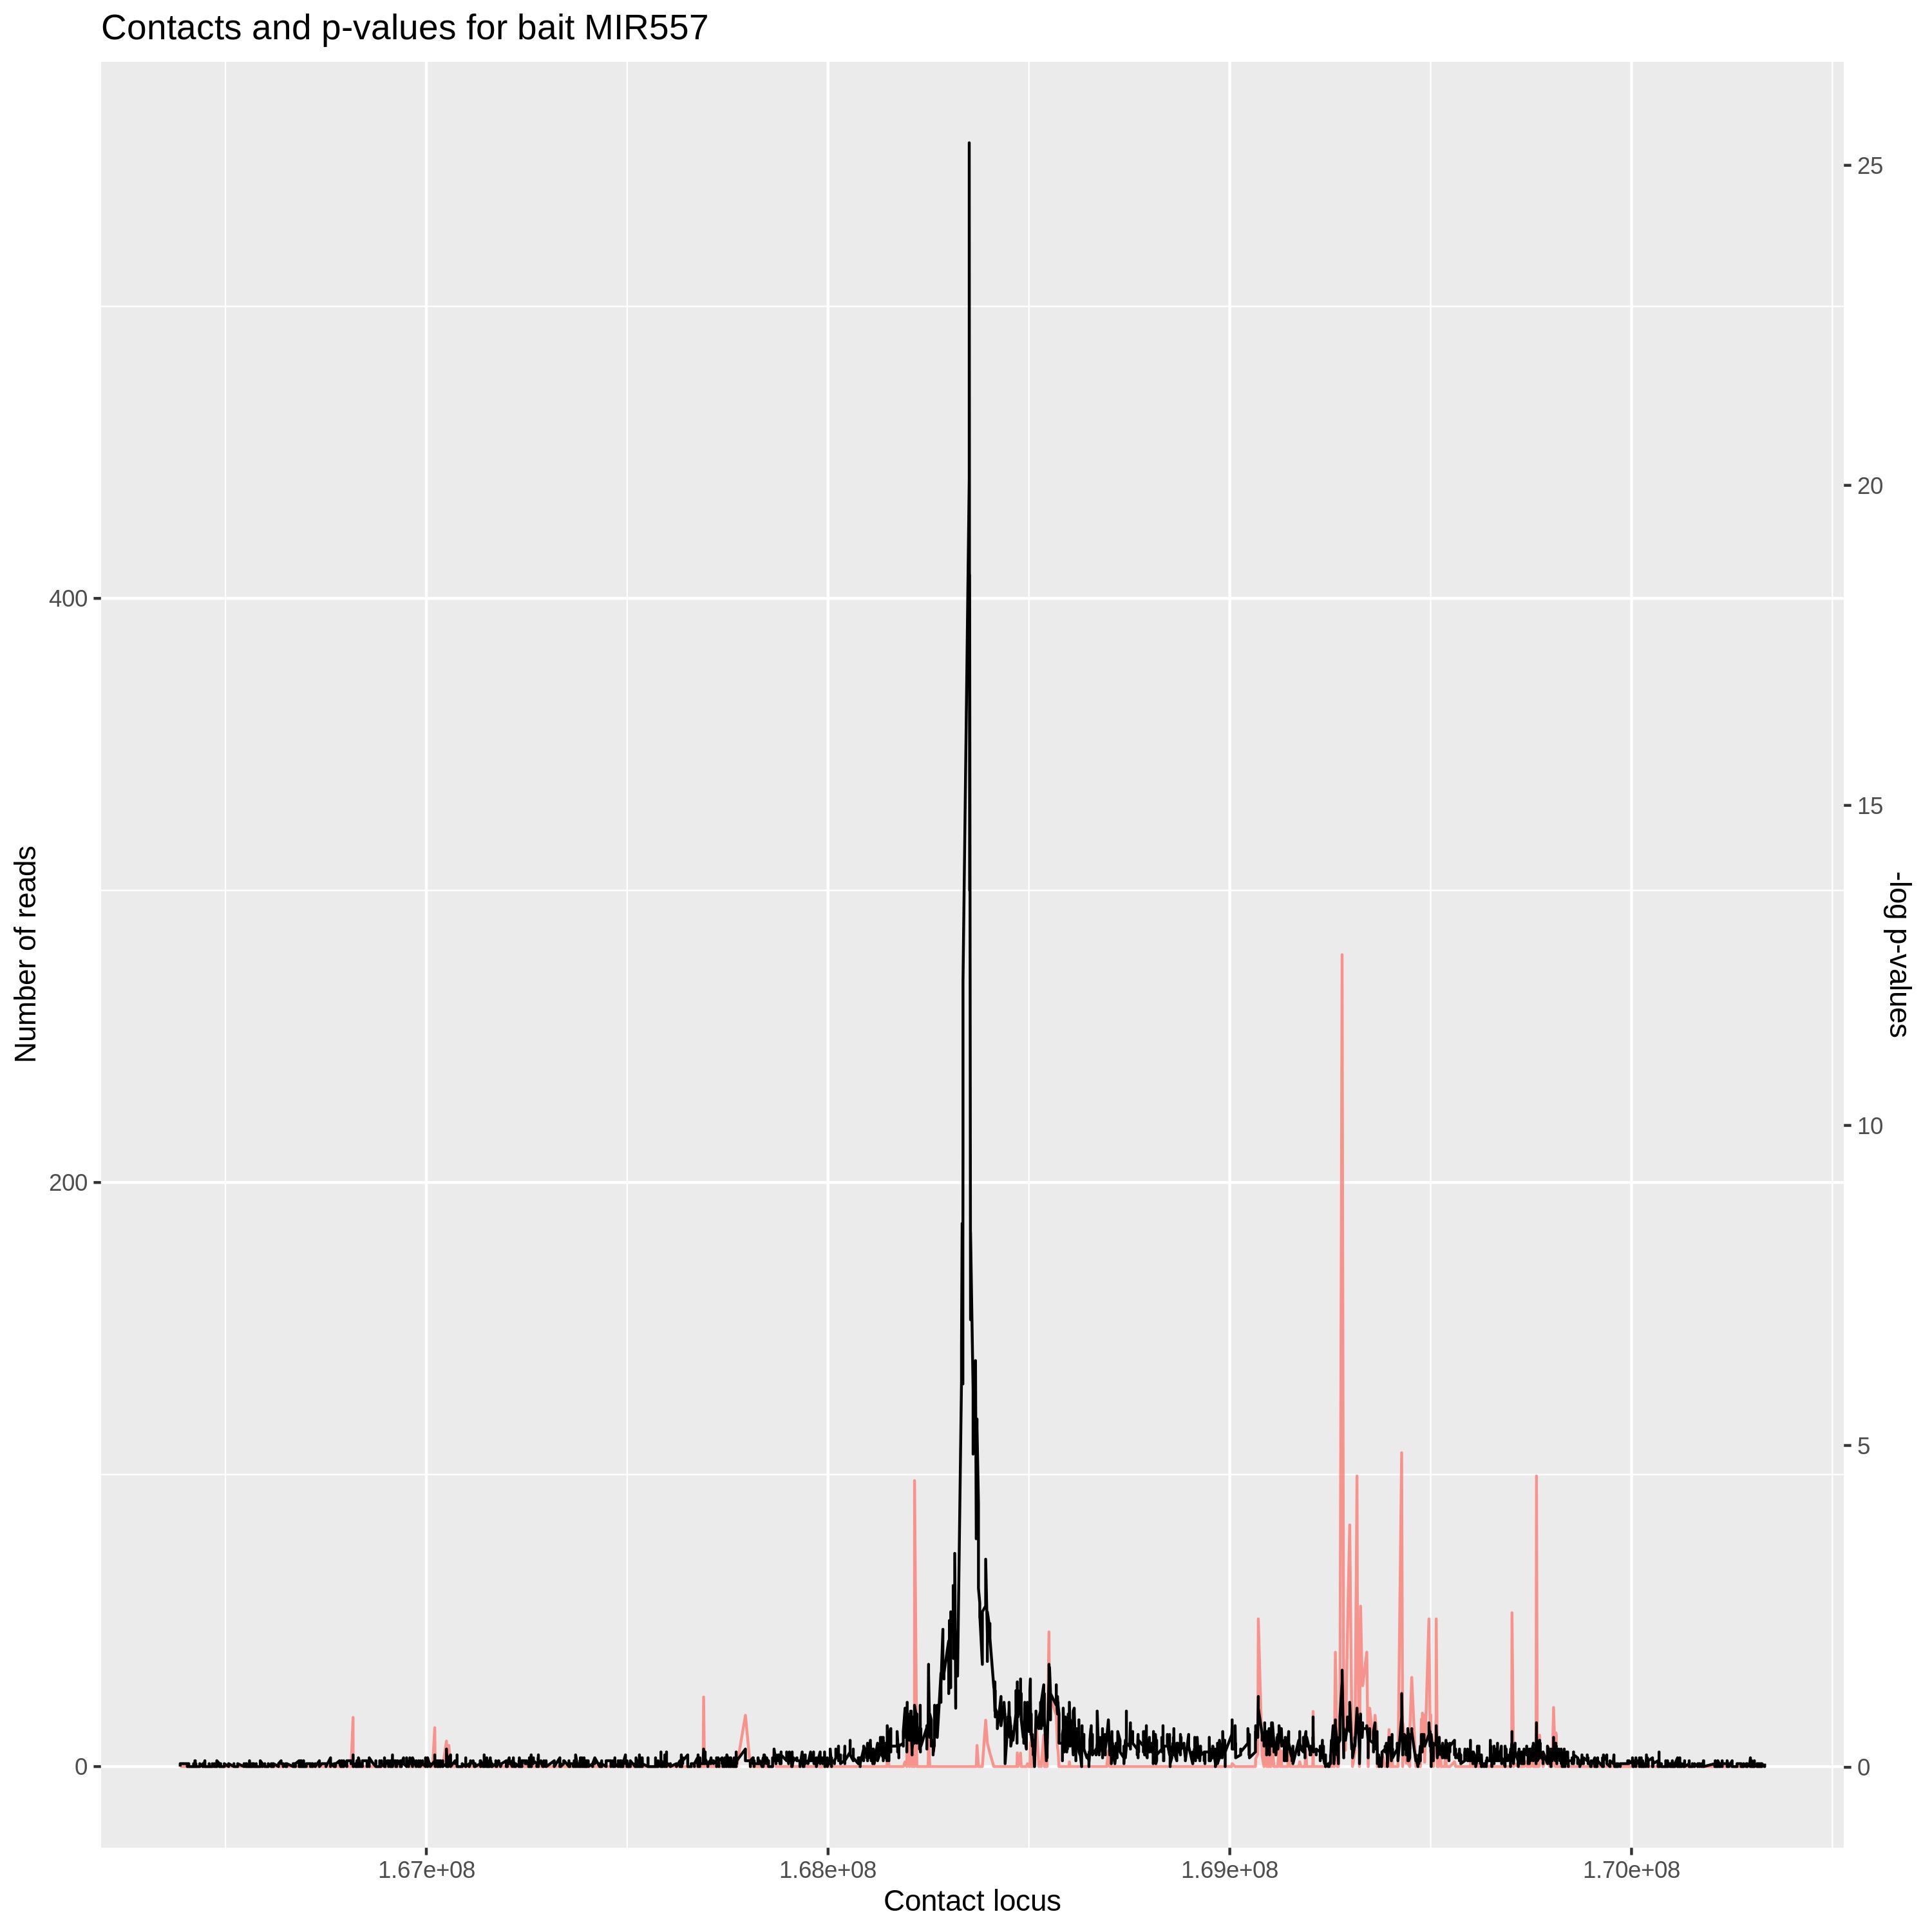 Contacts and p-values for bait MIR557
Number of reads
400
200
0
25
20
15
10
5
0
-log p-values
1.67e+08
1.68e+08
1.69e+08
1.70e+08
Contact locus